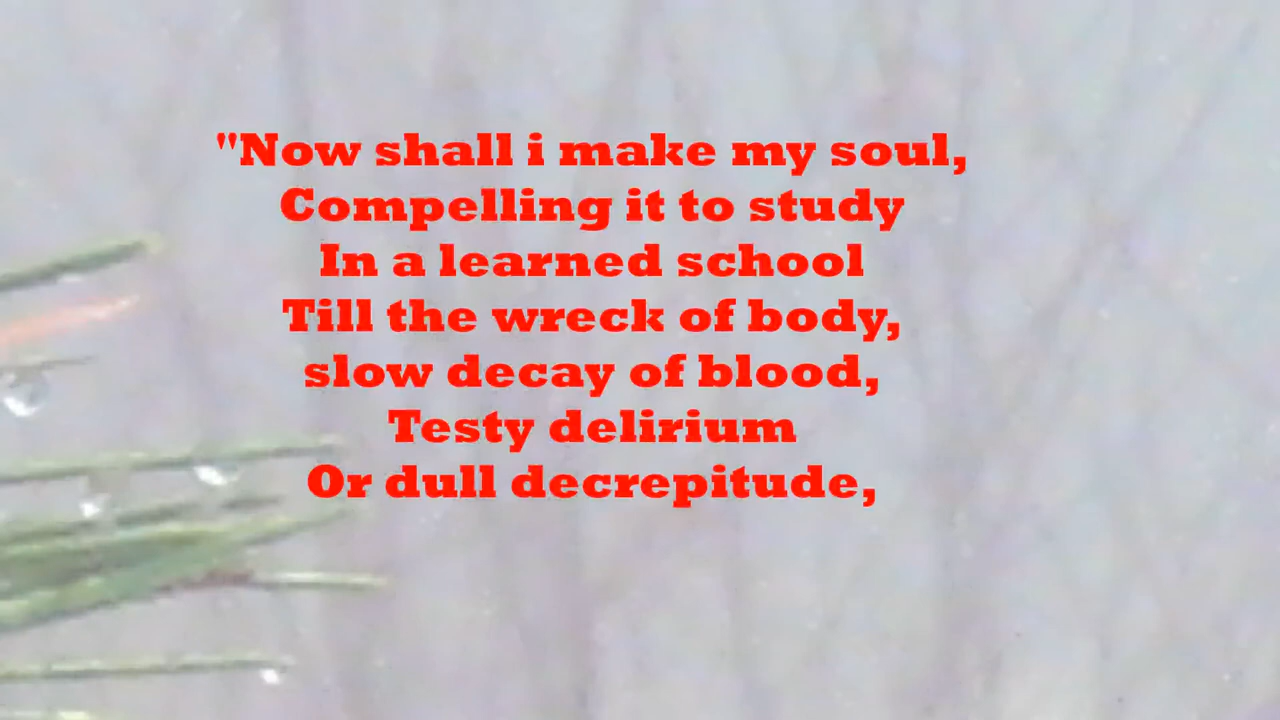 "Now shall i make my soul,
Compelling it to study
In a learned school
Till the wreck of body,
slow decay of blood,
Testy delirium
Or dull decrepitude,